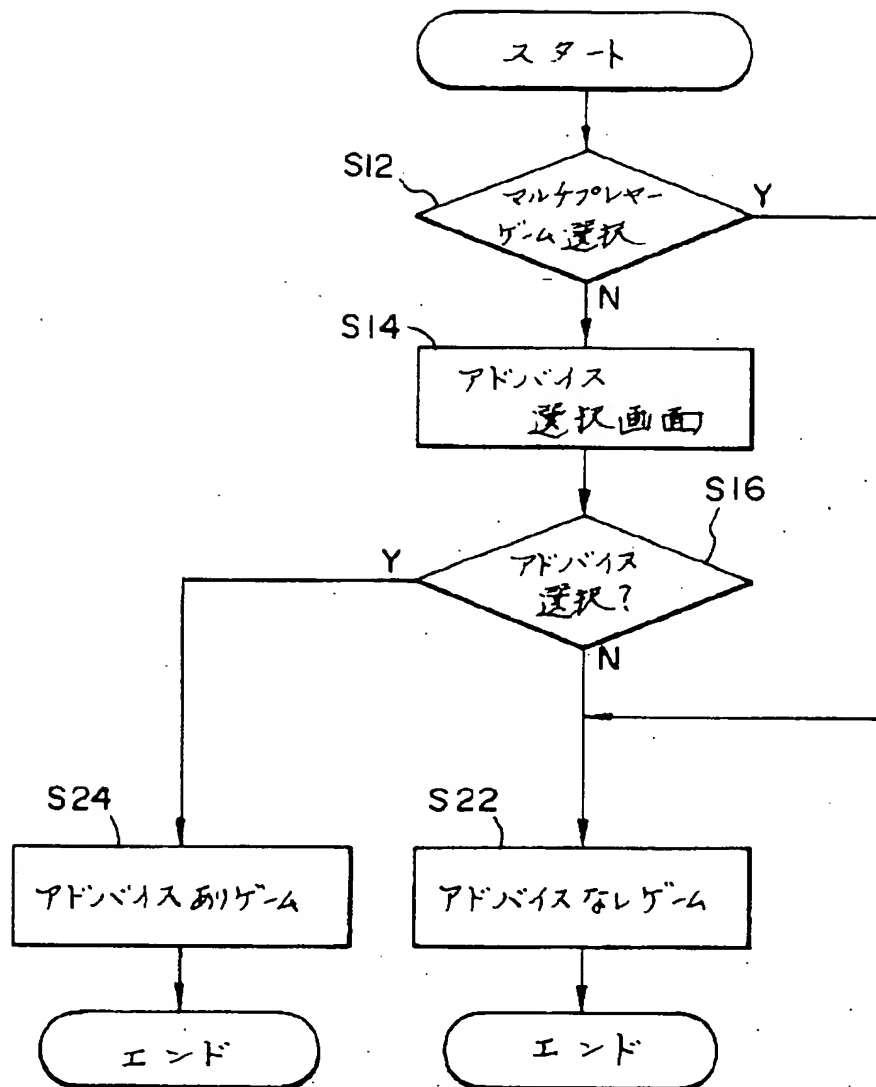 スタート
S12
マルチプレヤー
ゲーム選択
Y
N
S14
アドバイス
選択画面
S16
アドバイス
選択?
Y
N
S24
アドバイスありゲーム
S22
アドバイスなしゲーム
エンド
エンド